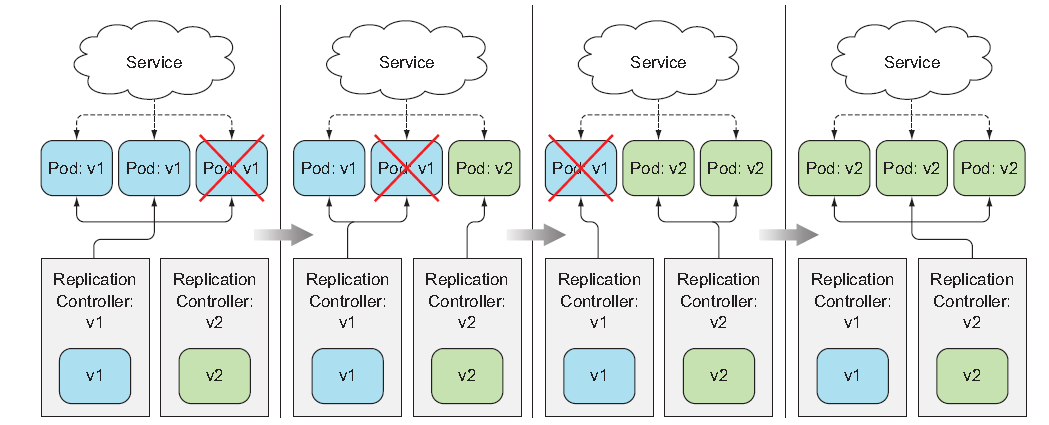 Service
Pod: v1
Pod: v1
Pod: v1
Replication
Controller:
v1
v1
Replication
Controller:
v2
v2
Service
Pod: v1
Pod: v1
Pod: v2
Replication
Controller:
v1
v1
Replication
Controller:
v2
v2
Service
Pod: v1
Pod: v2
Pod: v2
Replication
Controller:
v1
v1
Replication
Controller:
v2
v2
Service
Pod: v2
Pod: v2
Pod: v2
Replication
Controller:
v1
v1
Replication
Controller:
v2
v2